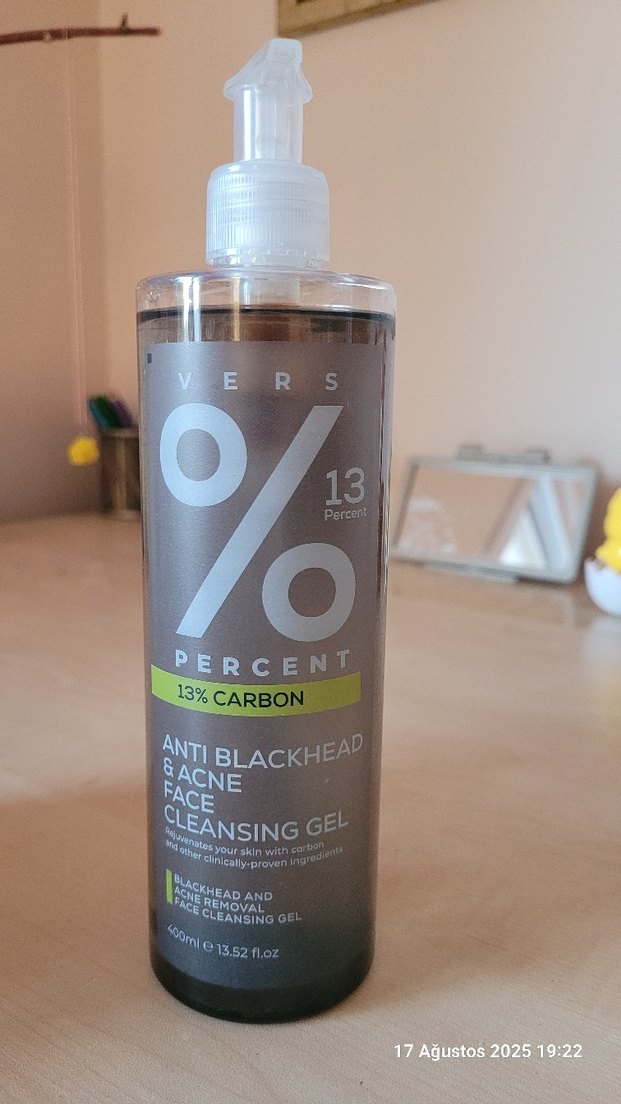 VERS
%
13
Percent
PERCENT
13% CARBON
ANTI BLACKHEAD
& ACNE
FACE
CLEANSING GEL
Rejuvenates your skin with carbon
and other clinically-proven ingredients
BLACKHEAD AND
ACNE REMOVAL
FACE CLEANSING GEL
400ml ℮ 13.52 fl.oz
17 Ağustos 2025 19:22